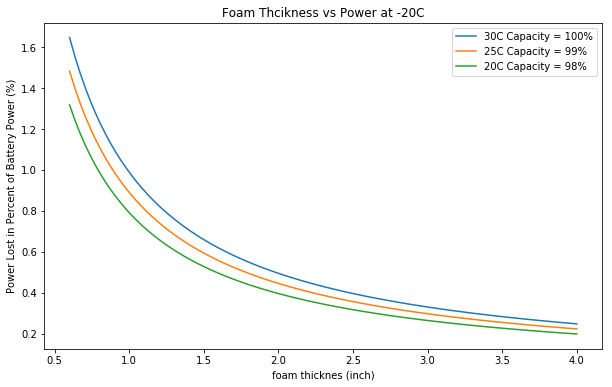 Foam Thcikness vs Power at -20C
30C Capacity = 100%
25C Capacity = 99%
20C Capacity = 98%
Power Lost in Percent of Battery Power (%)
1.6
1.4
1.2
1.0
0.8
0.6
0.4
0.2
0.5 1.0 1.5 2.0 2.5 3.0 3.5 4.0
foam thicknes (inch)